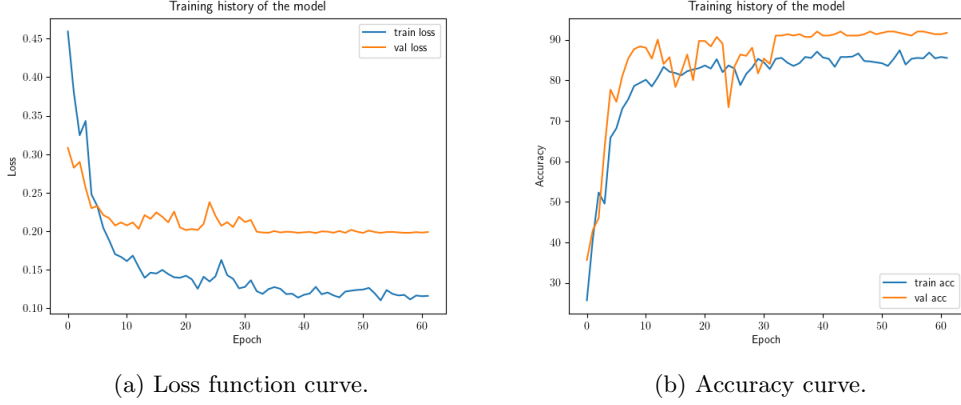 Training history of the model
0.45
0.40
0.35
0.30
0.25
0.20
0.15
0.10
Loss
0 10 20 30 40 50 60
Epoch
train loss
val loss
(a) Loss function curve.
Training history of the model
90
80
70
60
50
40
30
Accuracy
0 10 20 30 40 50 60
Epoch
train acc
val acc
(b) Accuracy curve.